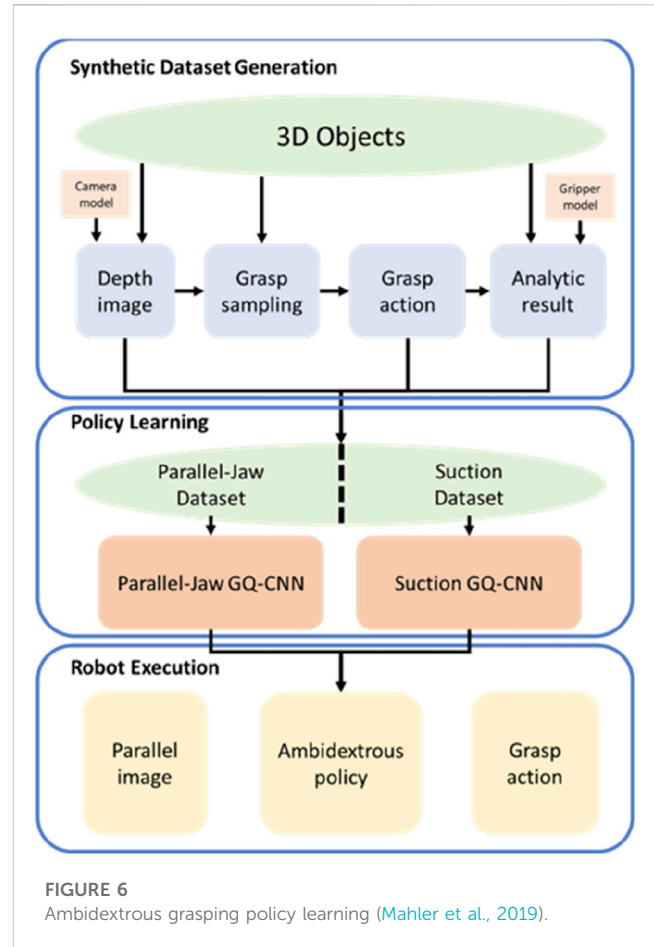 Synthetic Dataset Generation
3D Objects
Camera
model
Gripper
model
Depth
image
Grasp
sampling
Grasp
action
Analytic
result
Policy Learning
Parallel-Jaw
Dataset
Suction
Dataset
Parallel-Jaw GQ-CNN
Suction GQ-CNN
Robot Execution
Parallel
image
Ambidextrous
policy
Grasp
action
FIGURE 6
Ambidextrous grasping policy learning (Mahler et al., 2019).